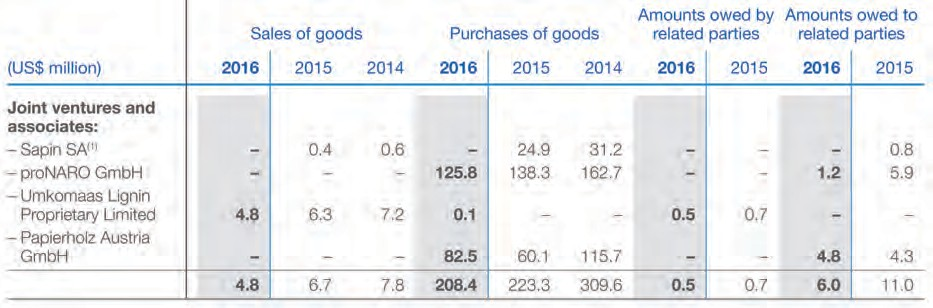 Sales of goods Purchases of goods Amounts owed by related parties Amounts owed to related parties
(US$ million) 2016 2015 2014 2016 2015 2014 2016 2015 2016 2015
Joint ventures and
associates:
– Sapin SA(1) – 0.4 0.6 – 24.9 31.2 – – – 0.8
– proNARO GmbH – – – 125.8 138.3 162.7 – – 1.2 5.9
– Umkomaas Lignin
Proprietary Limited 4.8 6.3 7.2 0.1 – – 0.5 0.7 – –
– Papierholz Austria
GmbH – – – 82.5 60.1 115.7 – – 4.8 4.3
4.8 6.7 7.8 208.4 223.3 309.6 0.5 0.7 6.0 11.0